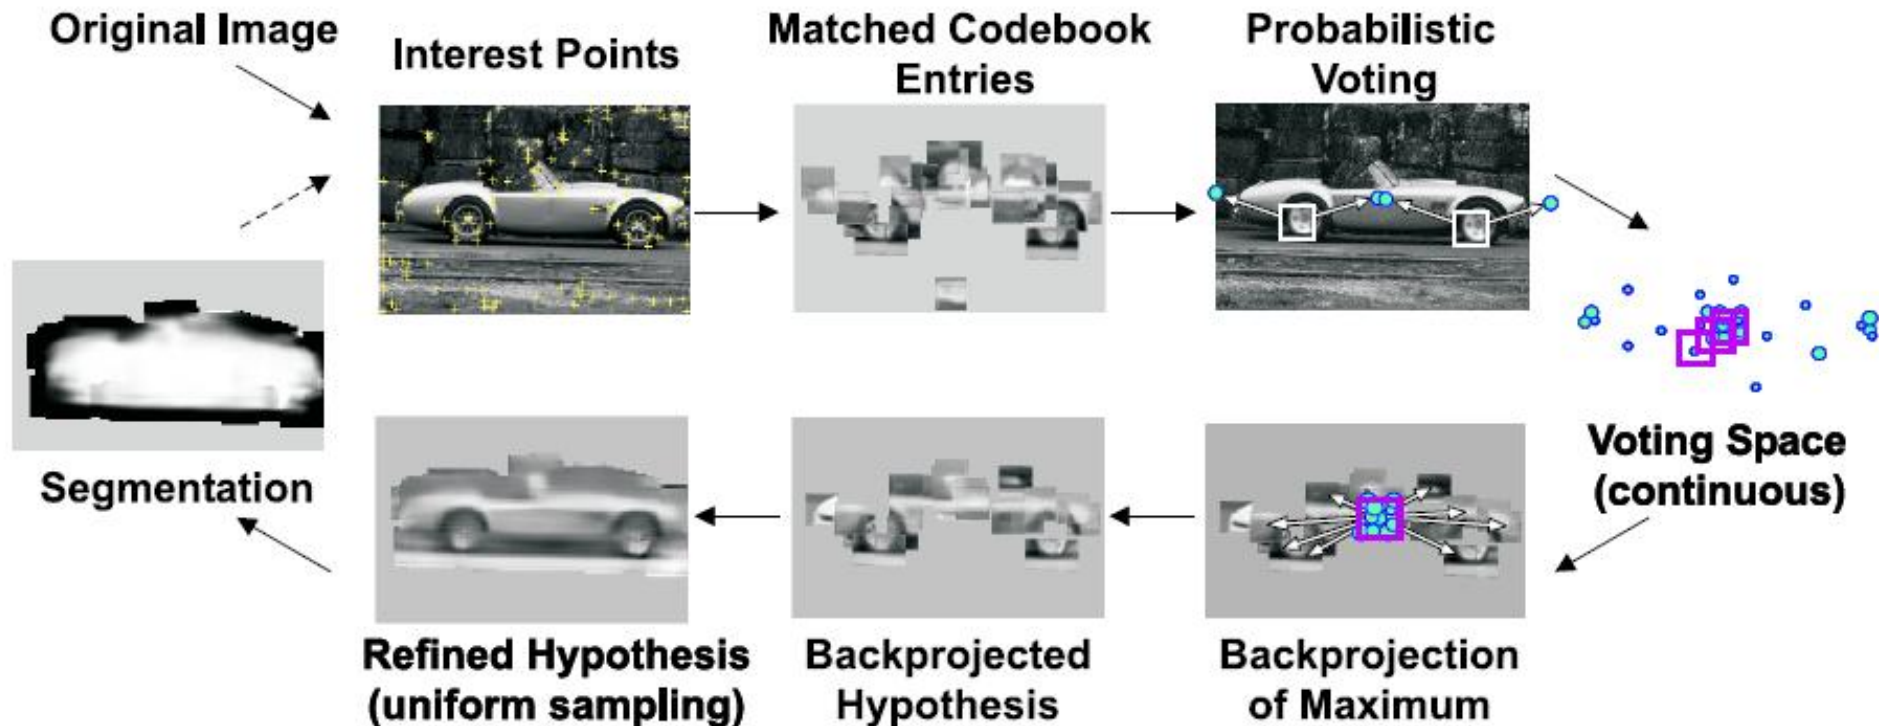 Original Image
Interest Points
Matched Codebook
Entries
Probabilistic
Voting
Voting Space
(continuous)
Segmentation
Refined Hypothesis
(uniform sampling)
Backprojected
Hypothesis
Backprojection
of Maximum